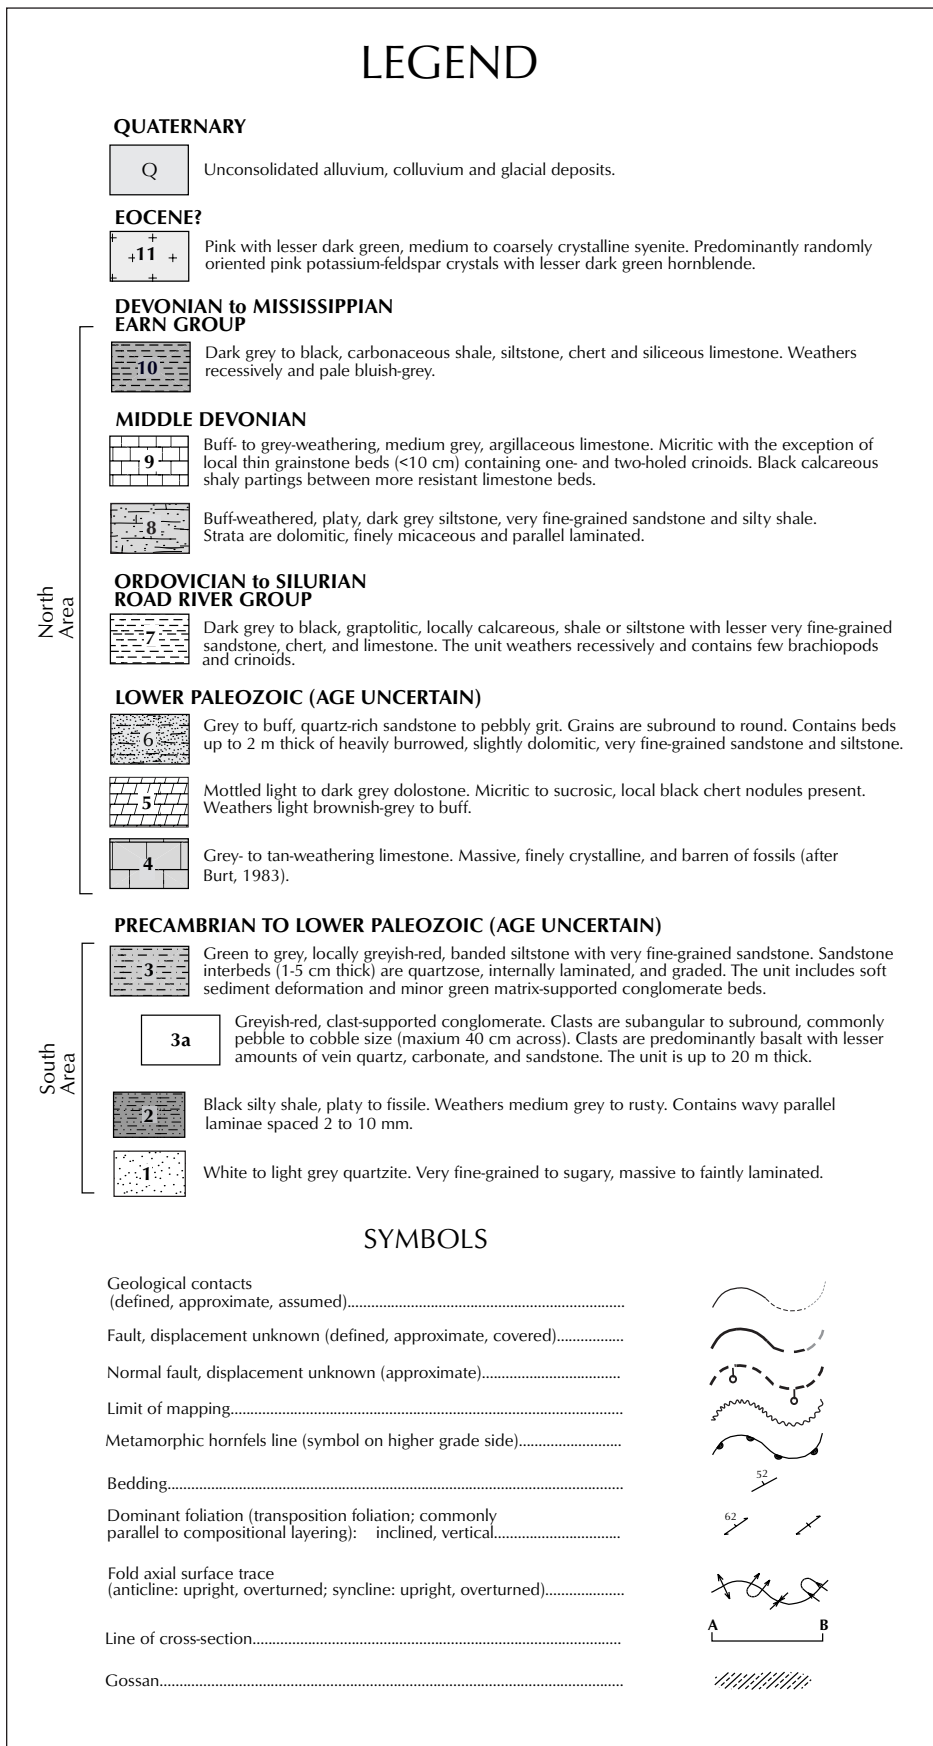 LEGEND
QUATERNARY
Q
Unconsolidated alluvium, colluvium and glacial deposits.
EOCENE?
11
Pink with lesser dark green, medium to coarsely crystalline syenite. Predominantly randomly
oriented pink potassium-feldspar crystals with lesser dark green hornblende.
DEVONIAN to MISSISSIPPIAN
EARN GROUP
10
Dark grey to black, carbonaceous shale, siltstone, chert and siliceous limestone. Weathers
recessively and pale bluish-grey.
MIDDLE DEVONIAN
9
Buff- to grey-weathering, medium grey, argillaceous limestone. Micritic with the exception of
local thin grainstone beds (<10 cm) containing one- and two-holed crinoids. Black calcareous
shaly partings between more resistant limestone beds.
8
Buff-weathered, platy, dark grey siltstone, very fine-grained sandstone and silty shale.
Strata are dolomitic, finely micaceous and parallel laminated.
North
Area
ORDOVICIAN to SILURIAN
ROAD RIVER GROUP
7
Dark grey to black, graptolitic, locally calcareous, shale or siltstone with lesser very fine-grained
sandstone, chert, and limestone. The unit weathers recessively and contains few brachiopods
and crinoids.
LOWER PALEOZOIC (AGE UNCERTAIN)
6
Grey to buff, quartz-rich sandstone to pebbly grit. Grains are subround to round. Contains beds
up to 2 m thick of heavily burrowed, slightly dolomitic, very fine-grained sandstone and siltstone.
5
Mottled light to dark grey dolostone. Micritic to sucrosic, local black chert nodules present.
Weathers light brownish-grey to buff.
4
Grey- to tan-weathering limestone. Massive, finely crystalline, and barren of fossils (after
Burt, 1983).
PRECAMBRIAN TO LOWER PALEOZOIC (AGE UNCERTAIN)
3
Green to grey, locally greyish-red, banded siltstone with very fine-grained sandstone. Sandstone
interbeds (1-5 cm thick) are quartzose, internally laminated, and graded. The unit includes soft
sediment deformation and minor green matrix-supported conglomerate beds.
South
Area
3a
Greyish-red, clast-supported conglomerate. Clasts are subangular to subround, commonly
pebble to cobble size (maxium 40 cm across). Clasts are predominantly basalt with lesser
amounts of vein quartz, carbonate, and sandstone. The unit is up to 20 m thick.
2
Black silty shale, platy to fissile. Weathers medium grey to rusty. Contains wavy parallel
laminae spaced 2 to 10 mm.
1
White to light grey quartzite. Very fine-grained to sugary, massive to faintly laminated.
SYMBOLS
Geological contacts
(defined, approximate, assumed)
Fault, displacement unknown (defined, approximate, covered)
Normal fault, displacement unknown (approximate)
Limit of mapping
Metamorphic hornfels line (symbol on higher grade side)
Bedding
52
Dominant foliation (transposition foliation; commonly
parallel to compositional layering): inclined, vertical
62
Fold axial surface trace
(anticline: upright, overturned; syncline: upright, overturned)
Line of cross-section
A B
Gossan